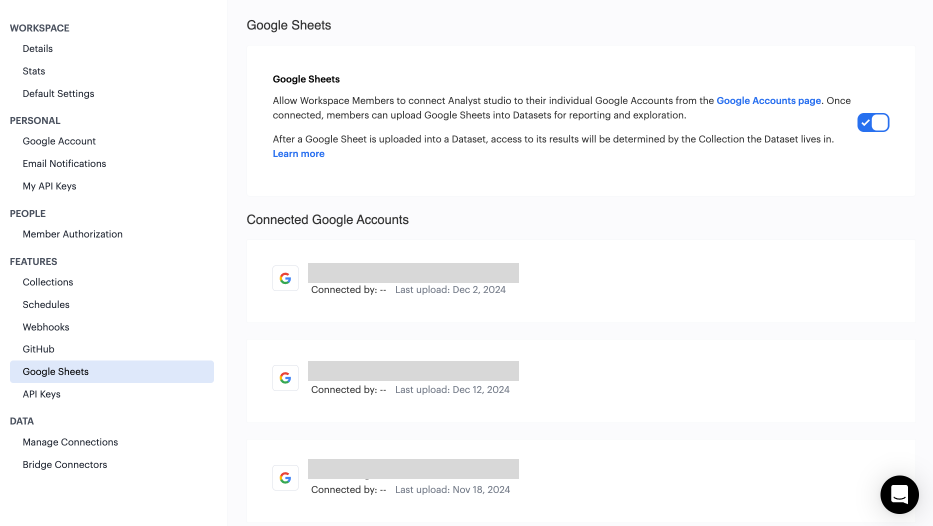 WORKSPACE
Details
Stats
Default Settings
PERSONAL
Google Account
Email Notifications
My API Keys
PEOPLE
Member Authorization
FEATURES
Collections
Schedules
Webhooks
GitHub
Google Sheets
API Keys
DATA
Manage Connections
Bridge Connectors
Google Sheets
Google Sheets
Allow Workspace Members to connect Analyst studio to their individual Google Accounts from the Google Accounts page. Once
connected, members can upload Google Sheets into Datasets for reporting and exploration.
After a Google Sheet is uploaded into a Dataset, access to its results will be determined by the Collection the Dataset lives in.
Learn more
Connected Google Accounts
Connected by: -- Last upload: Dec 2, 2024
Connected by: -- Last upload: Dec 12, 2024
Connected by: -- Last upload: Nov 18, 2024